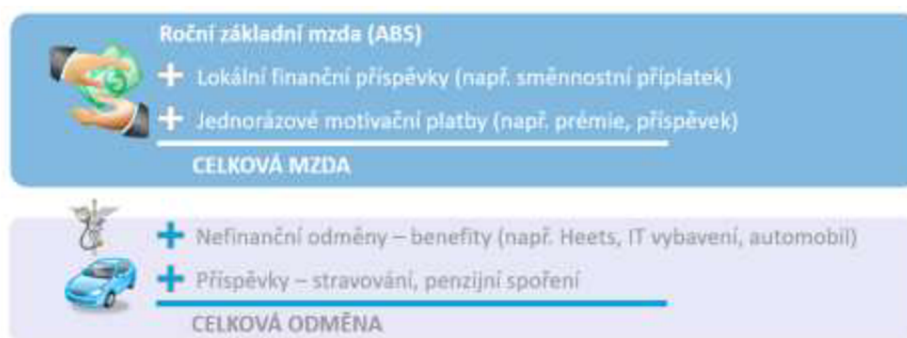 Roční základní mzda (ABS)
+ Lokální finanční příspěvky (např. směnnostní příplatek)
+ Jednorázové motivační platby (např. prémie, příspěvek)
CELKOVÁ MZDA
+ Nefinanční odměny – benefity (např. Heets, IT vybavení, automobil)
+ Příspěvky – stravování, penzijní spoření
CELKOVÁ ODMĚNA